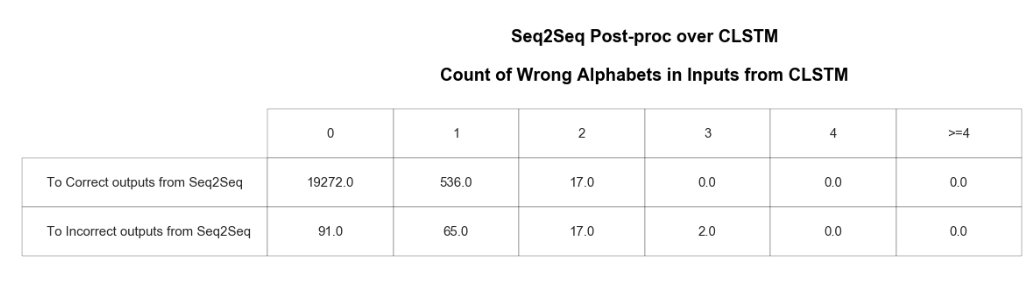 Seq2Seq Post-proc over CLSTM
Count of Wrong Alphabets in Inputs from CLSTM
0 1 2 3 4 >=4
To Correct outputs from Seq2Seq 19272.0 536.0 17.0 0.0 0.0 0.0
To Incorrect outputs from Seq2Seq 91.0 65.0 17.0 2.0 0.0 0.0